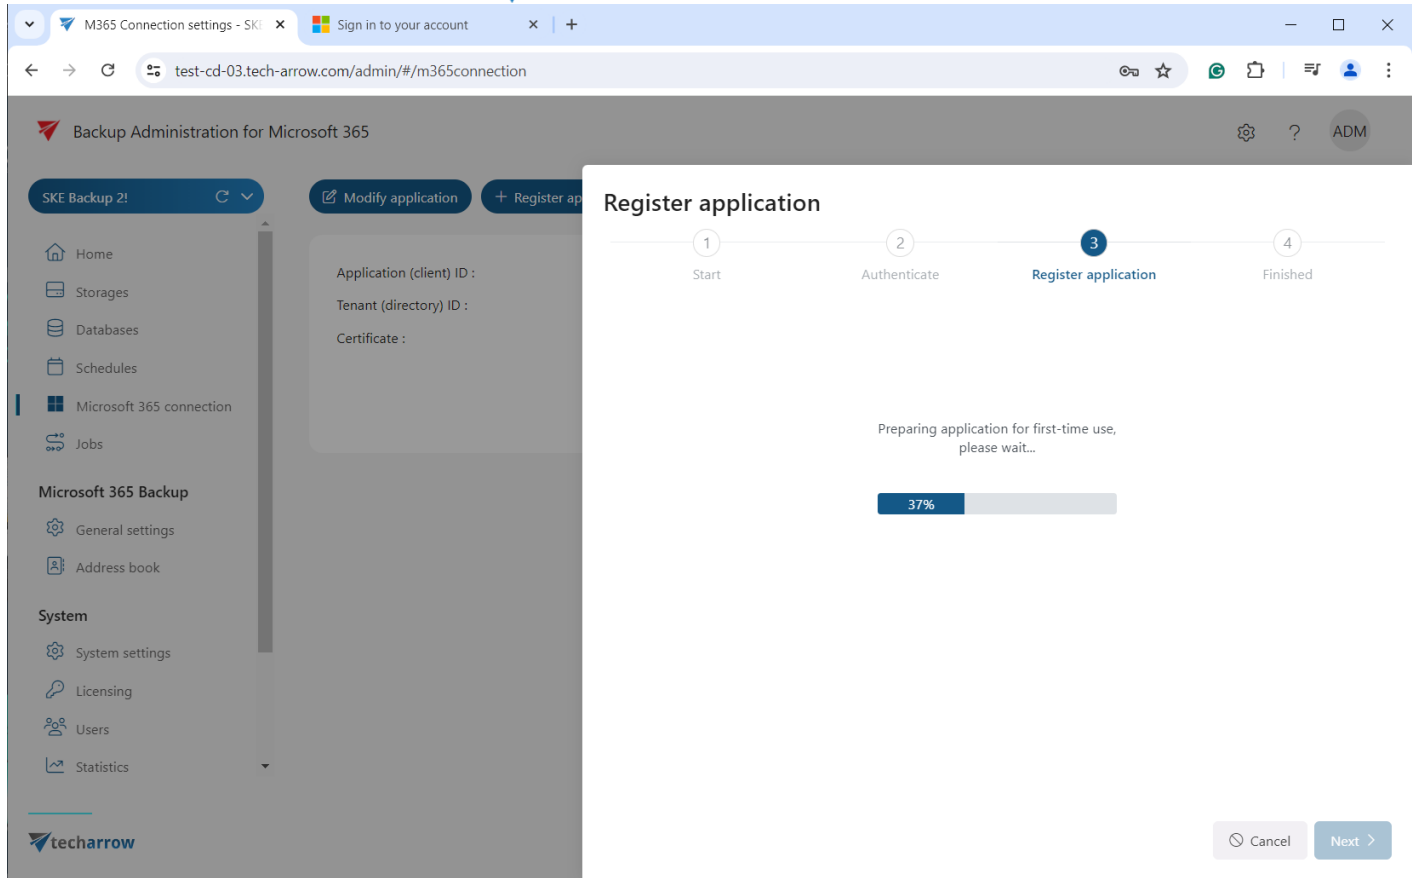 M365 Connection settings - SKE
Sign in to your account
test-cd-03.tech-arrow.com/admin/#/m365connection
Backup Administration for Microsoft 365
ADM
SKE Backup 2!
Modify application
+ Register ap
Home
Storages
Databases
Schedules
Microsoft 365 connection
Jobs
Microsoft 365 Backup
General settings
Address book
System
System settings
Licensing
Users
Statistics
techarrow
Application (client) ID :
Tenant (directory) ID :
Certificate :
Register application
1
Start
2
Authenticate
3
Register application
4
Finished
Preparing application for first-time use,
please wait...
37%
Cancel
Next